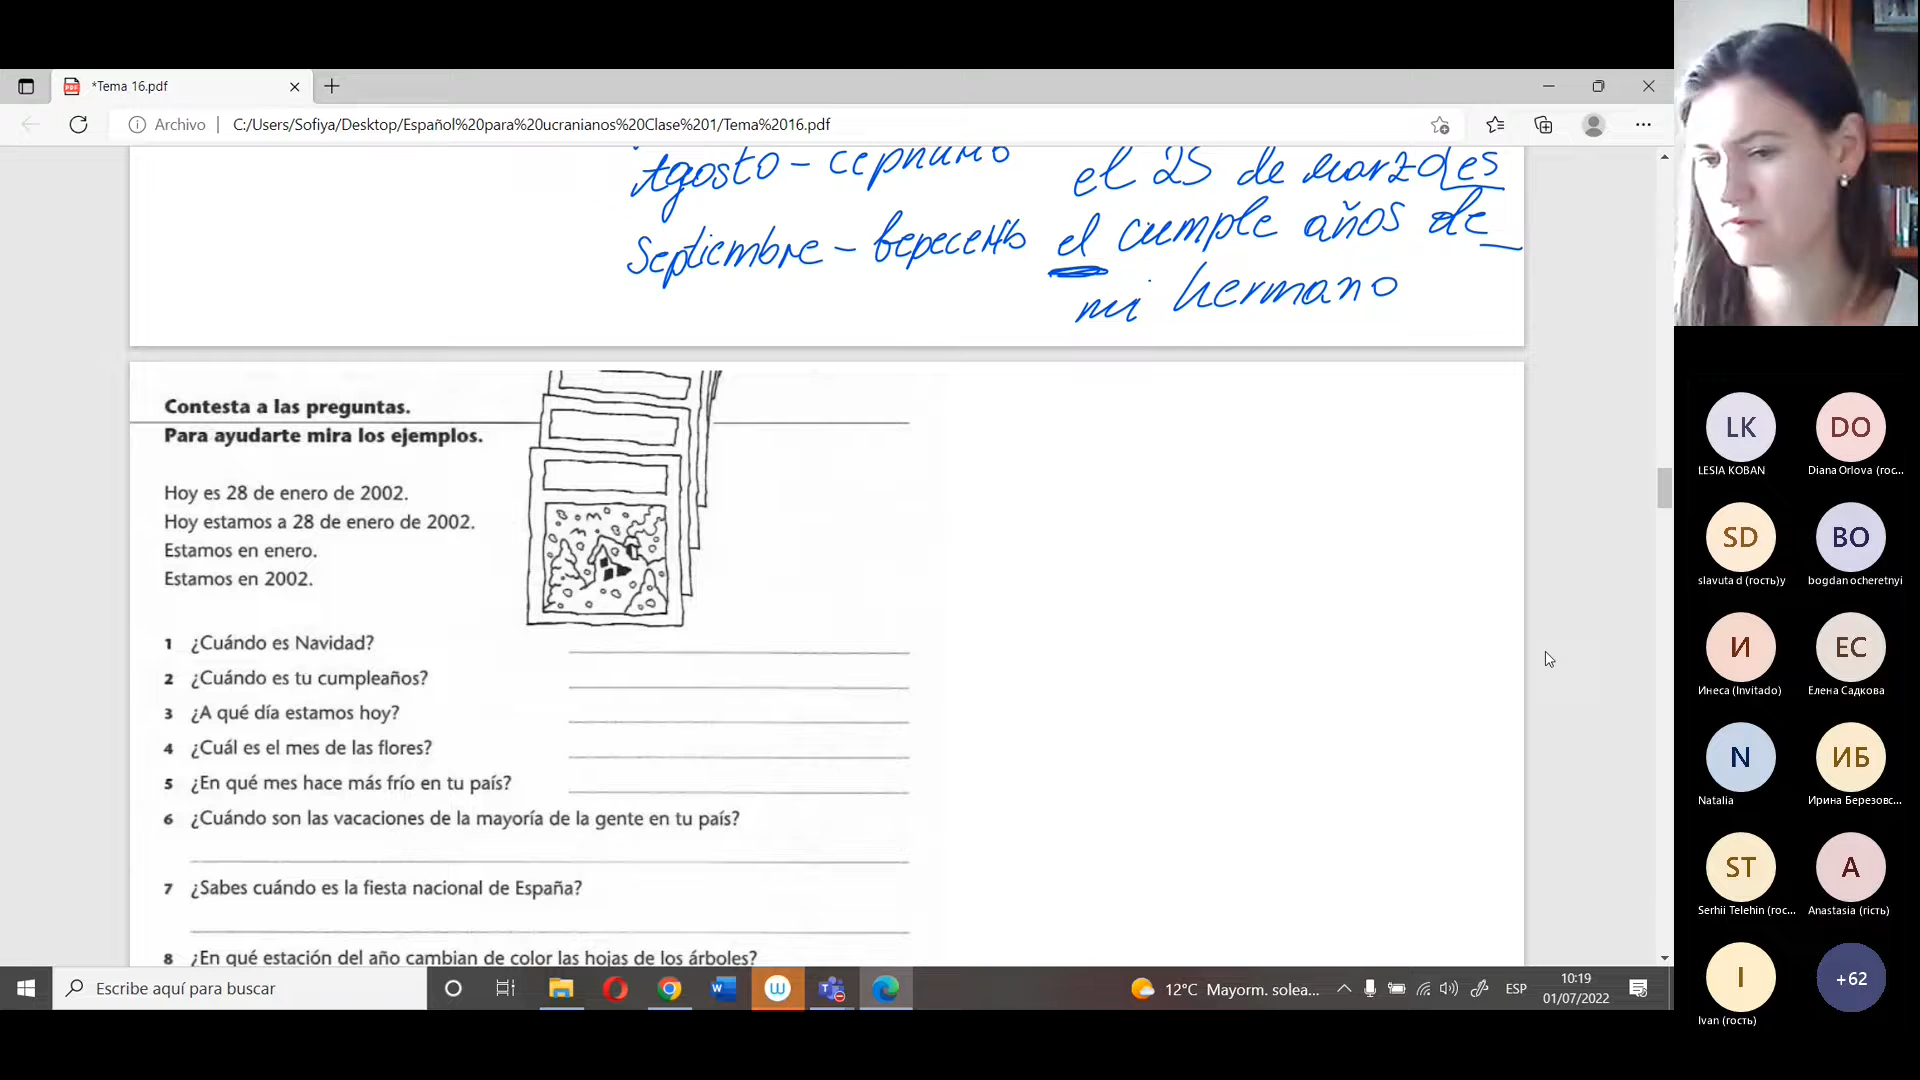 *Tema 16.pdf
Archivo
C:/Users/Sofiya/Desktop/Español%20para%20ucranianos%20Clase%201/Tema%2016.pdf
Agosto - серпень
el 25 de marzo es
Septiembre - вересень
el cumple años de
mi hermano
Contesta a las preguntas.
Para ayudarte mira los ejemplos.
Hoy es 28 de enero de 2002.
Hoy estamos a 28 de enero de 2002.
Estamos en enero.
Estamos en 2002.
1 ¿Cuándo es Navidad?
2 ¿Cuándo es tu cumpleaños?
3 ¿A qué día estamos hoy?
4 ¿Cuál es el mes de las flores?
5 ¿En qué mes hace más frío en tu país?
6 ¿Cuándo son las vacaciones de la mayoría de la gente en tu país?
7 ¿Sabes cuándo es la fiesta nacional de España?
8 ¿En qué estación del año cambian de color las hojas de los árboles?
Escribe aquí para buscar
12°C Mayorm. solea...
ESP
10:19
01/07/2022
LK
LESIA KOBAN
DO
Diana Orlova (гос...
SD
slavuta d (гость)y
BO
bogdan ocheretnyi
И
Инеса (Invitado)
ЕС
Елена Садкова
N
Natalia
ИБ
Ирина Березовс...
ST
Serhii Telehin (гос...
A
Anastasia (гість)
I
Ivan (гость)
+62